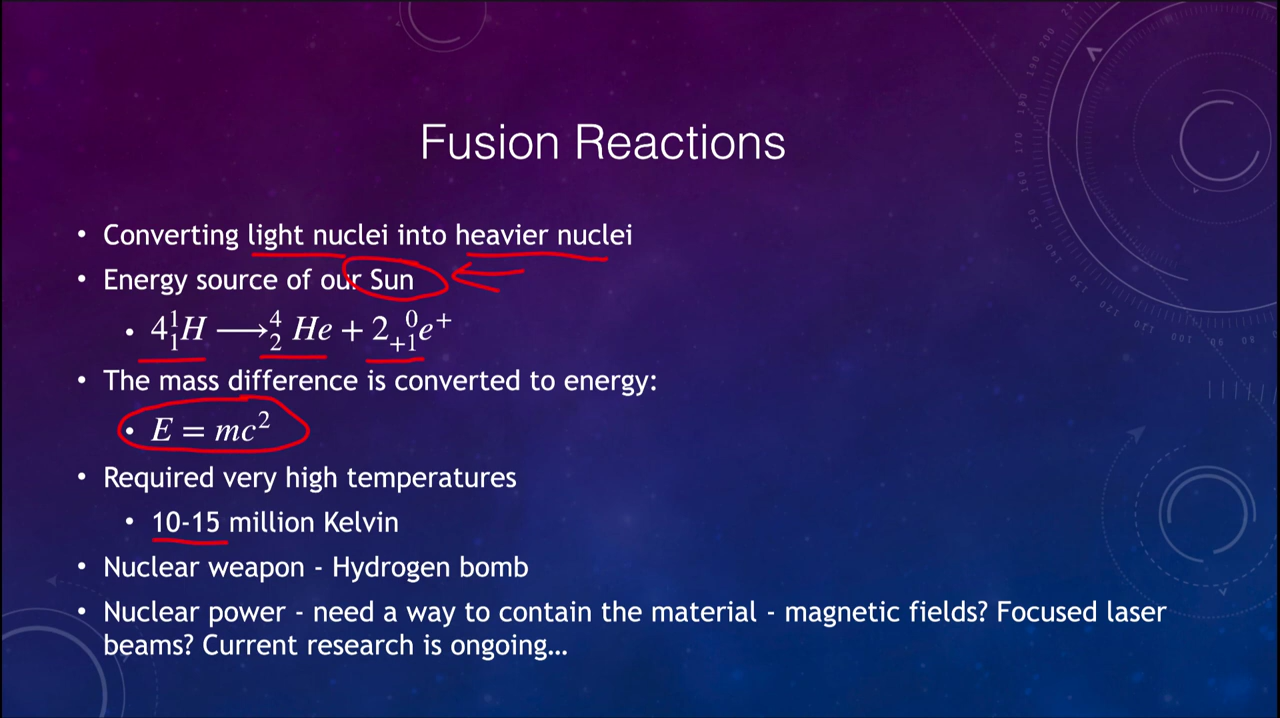 Fusion Reactions
• Converting light nuclei into heavier nuclei
• Energy source of our Sun
• 4¹₁H ⟶ ⁴₂He + 2⁰₊₁e⁺
• The mass difference is converted to energy:
• E = mc²
• Required very high temperatures
• 10-15 million Kelvin
• Nuclear weapon - Hydrogen bomb
• Nuclear power - need a way to contain the material - magnetic fields? Focused laser
beams? Current research is ongoing...